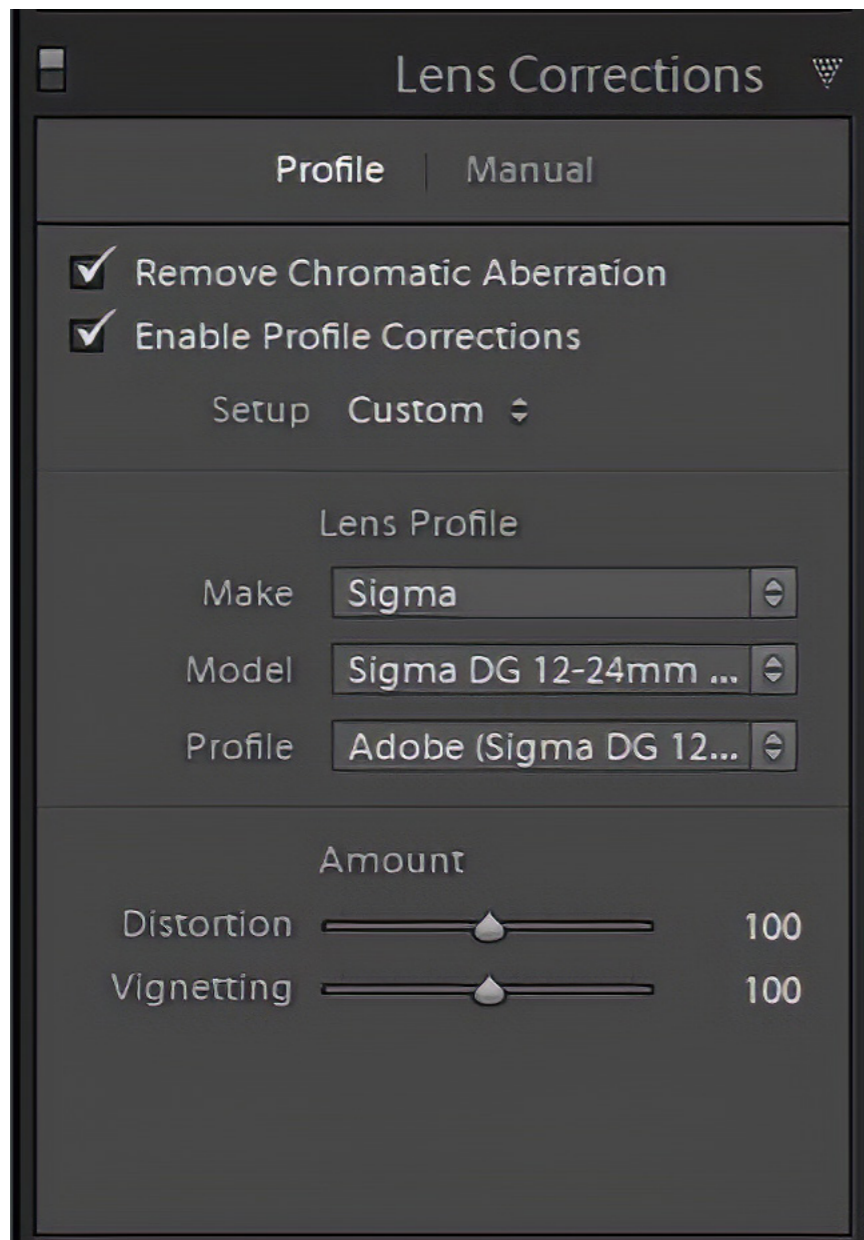 Lens Corrections
Profile | Manual
Remove Chromatic Aberration
Enable Profile Corrections
Setup Custom
Lens Profile
Make Sigma
Model Sigma DG 12-24mm ...
Profile Adobe (Sigma DG 12...
Amount
Distortion 100
Vignetting 100